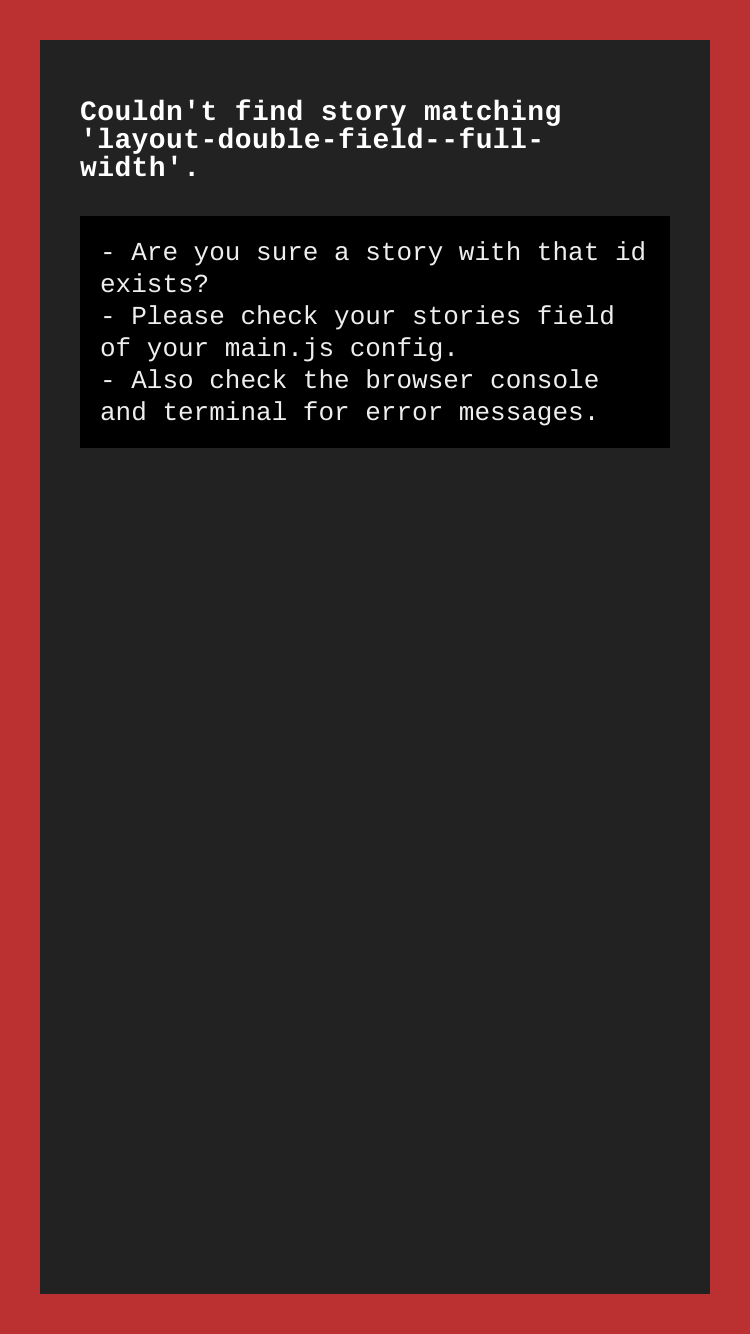 Couldn't find story matching
'layout-double-field--full-
width'.
- Are you sure a story with that id
exists?
- Please check your stories field
of your main.js config.
- Also check the browser console
and terminal for error messages.